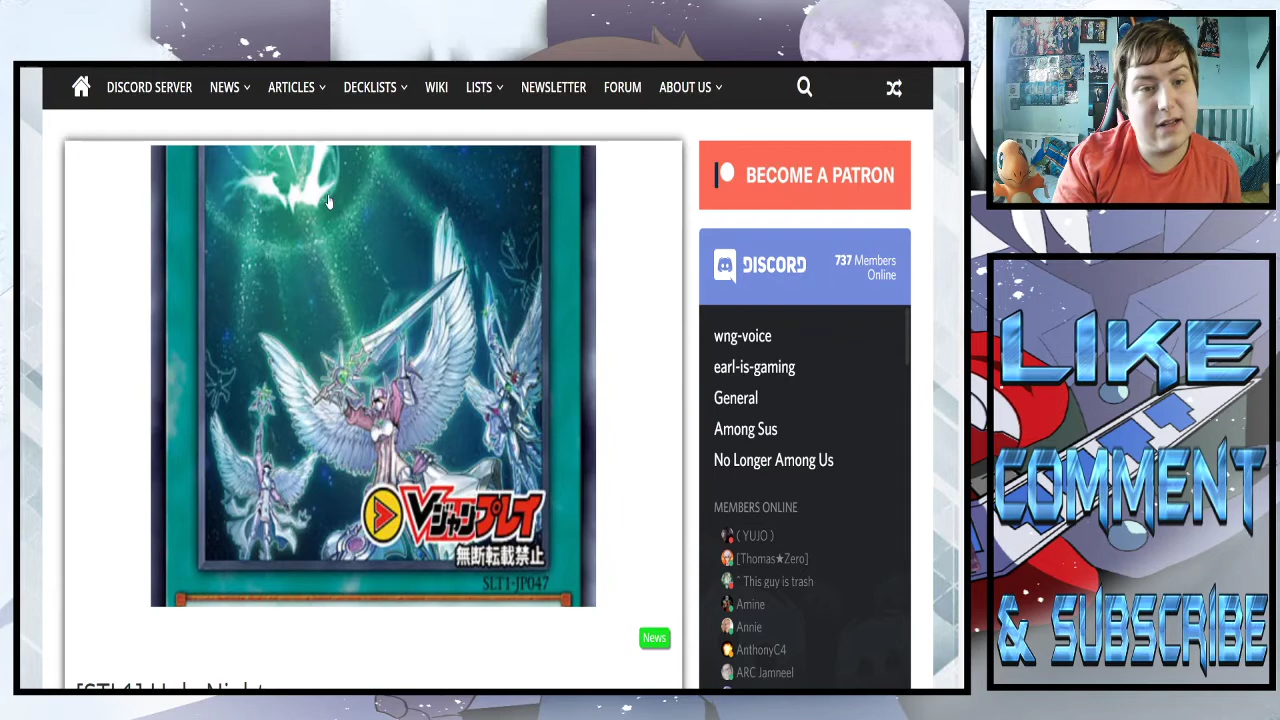 DISCORD SERVER NEWS ARTICLES DECKLISTS WIKI LISTS NEWSLETTER FORUM ABOUT US
BECOME A PATRON
DISCORD
737 Members
Online
wng-voice
earl-is-gaming
General
Among Sus
No Longer Among Us
MEMBERS ONLINE
( YUJO )
[Thomas★Zero]
¨ This guy is trash
Amine
Annie
AnthonyC4
ARC Jamneel
Vジャンプレイ
無断転載禁止
SLT1-JP047
News
LIKE
COMMENT
& SUBSCRIBE